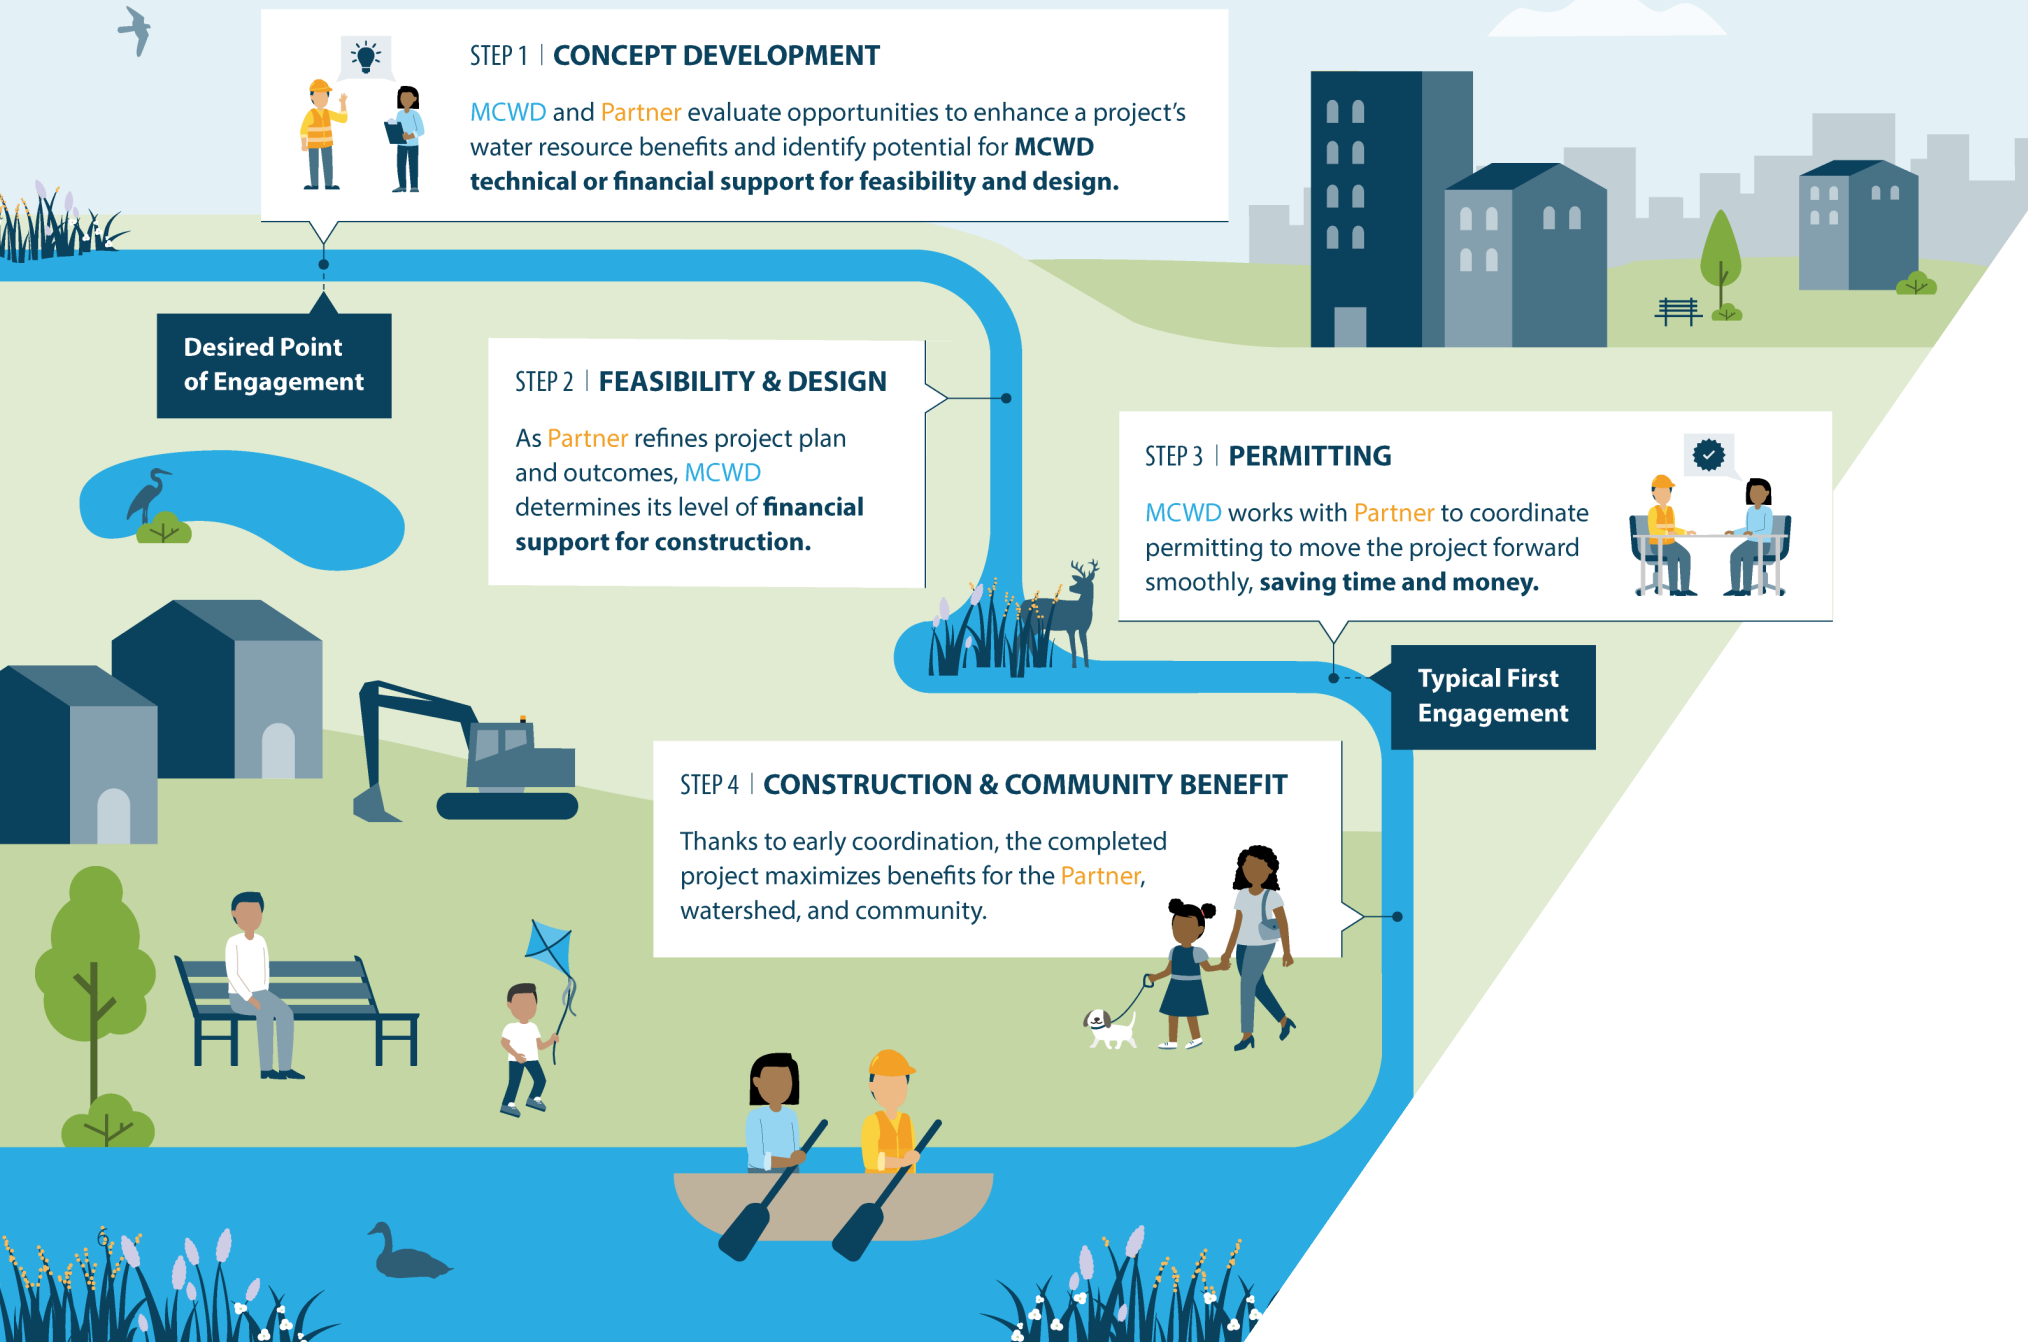 STEP 1 | CONCEPT DEVELOPMENT
MCWD and Partner evaluate opportunities to enhance a project’s
water resource benefits and identify potential for MCWD
technical or financial support for feasibility and design.
Desired Point
of Engagement
STEP 2 | FEASIBILITY & DESIGN
As Partner refines project plan
and outcomes, MCWD
determines its level of financial
support for construction.
STEP 3 | PERMITTING
MCWD works with Partner to coordinate
permitting to move the project forward
smoothly, saving time and money.
Typical First
Engagement
STEP 4 | CONSTRUCTION & COMMUNITY BENEFIT
Thanks to early coordination, the completed
project maximizes benefits for the Partner,
watershed, and community.